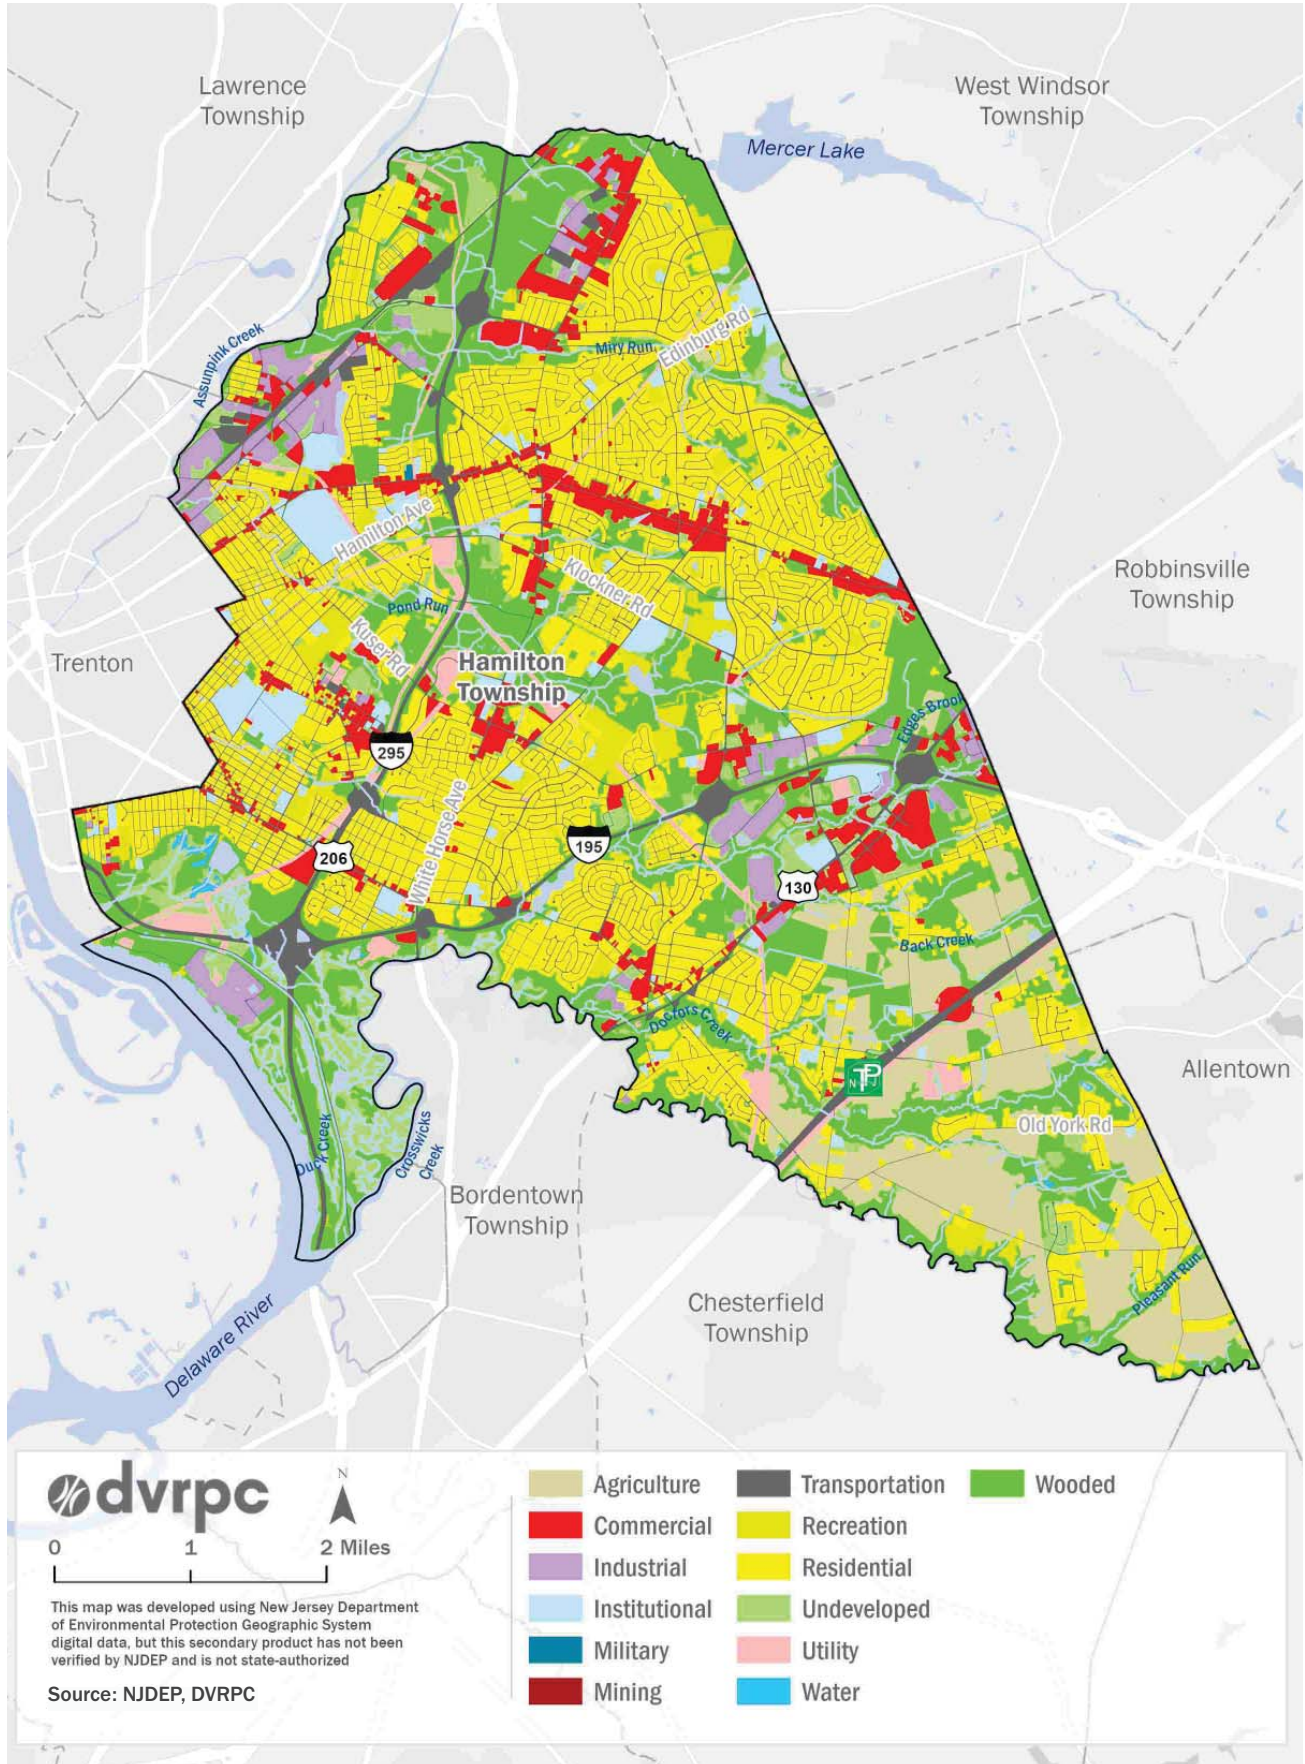 Lawrence
Township
West Windsor
Township
Mercer Lake
Assunpink Creek
Miry Run
Edinburg Rd
Hamilton Ave
Klockner Rd
Pond Run
Kuser Rd
Robbinsville
Township
Trenton
Hamilton
Township
Edges Brook
295
White Horse Ave
206
195
130
Back Creek
Doctors Creek
TP
N J
Allentown
Old York Rd
Duck Creek
Crosswicks
Creek
Bordentown
Township
Pleasant Run
Delaware River
Chesterfield
Township
dvrpc
N
0 1 2 Miles
This map was developed using New Jersey Department
of Environmental Protection Geographic System
digital data, but this secondary product has not been
verified by NJDEP and is not state-authorized
Source: NJDEP, DVRPC
Agriculture
Commercial
Industrial
Institutional
Military
Mining
Transportation
Recreation
Residential
Undeveloped
Utility
Water
Wooded